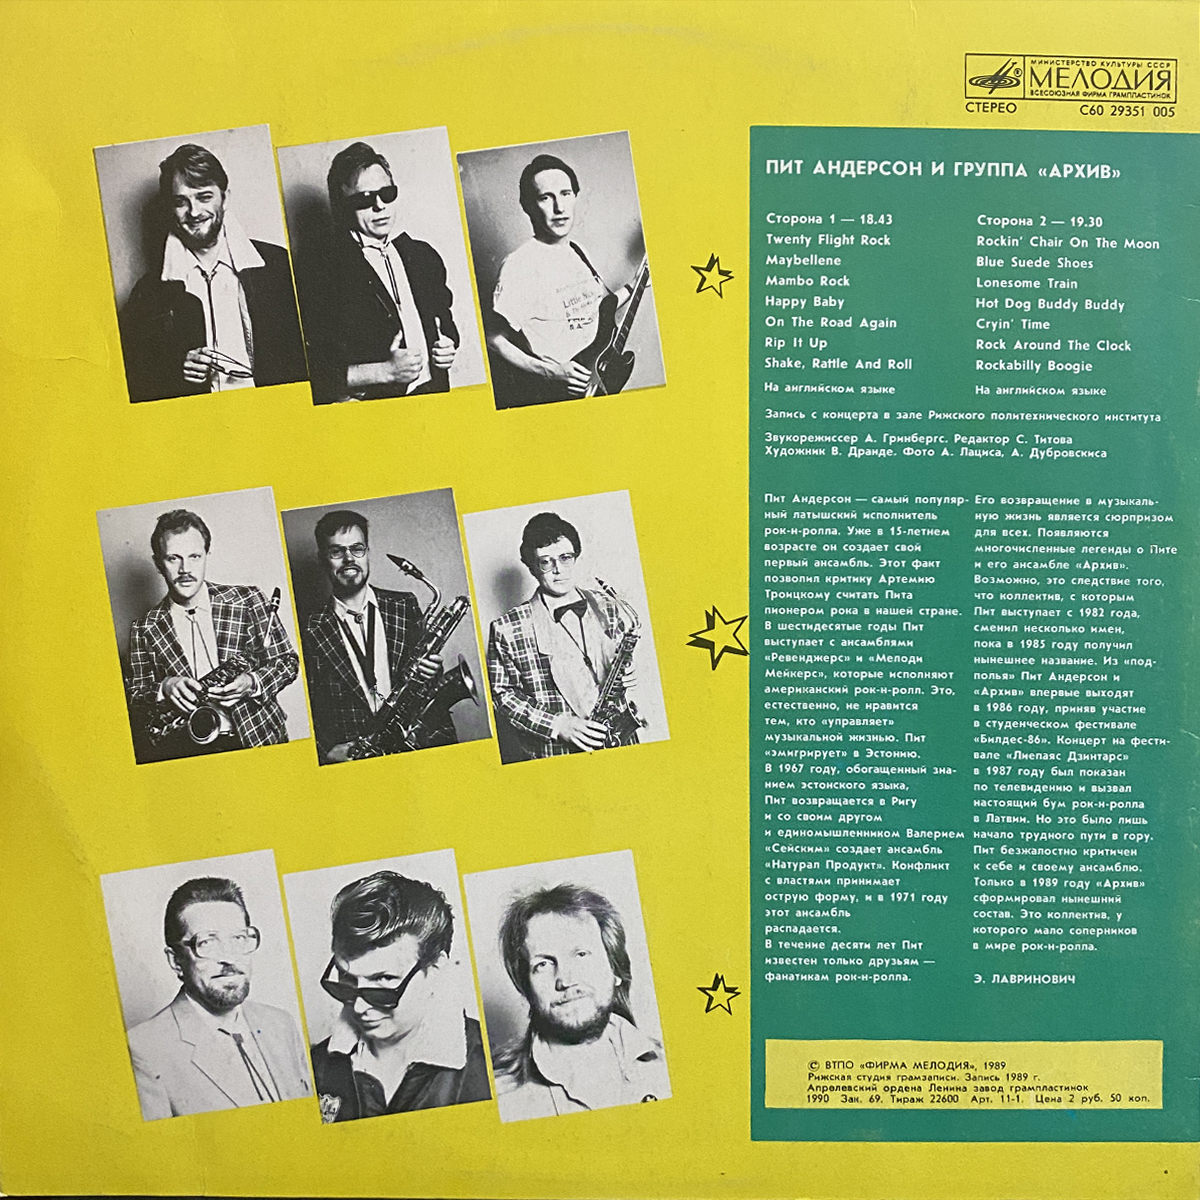 МИНИСТЕРСТВО КУЛЬТУРЫ СССР
МЕЛОДИЯ
ВСЕСОЮЗНАЯ ФИРМА ГРАМПЛАСТИНОК
СТЕРЕО
С60 29351 005
ПИТ АНДЕРСОН И ГРУППА «АРХИВ»
Сторона 1 — 18.43
Twenty Flight Rock
Maybellene
Mambo Rock
Happy Baby
On The Road Again
Rip It Up
Shake, Rattle And Roll
На английском языке
Сторона 2 — 19.30
Rockin' Chair On The Moon
Blue Suede Shoes
Lonesome Train
Hot Dog Buddy Buddy
Cryin' Time
Rock Around The Clock
Rockabilly Boogie
На английском языке
Запись с концерта в зале Рижского политехнического института
Звукорежиссер А. Гринбергс. Редактор С. Титова
Художник В. Дранде. Фото А. Лациса, А. Дубровскиса
Пит Андерсон — самый популяр-
ный латышский исполнитель
рок-н-ролла. Уже в 15-летнем
возрасте он создает свой
первый ансамбль. Этот факт
позволил критику Артемию
Троицкому считать Пита
пионером рока в нашей стране.
В шестидесятые годы Пит
выступает с ансамблями
«Ревенджерс» и «Мелоди
Мейкерс», которые исполняют
американский рок-н-ролл. Это,
естественно, не нравится
тем, кто «управляет»
музыкальной жизнью. Пит
«эмигрирует» в Эстонию.
В 1967 году, обогащенный зна-
нием эстонского языка,
Пит возвращается в Ригу
и со своим другом
и единомышленником Валерием
«Сейским» создает ансамбль
«Натурал Продукт». Конфликт
с властями принимает
острую форму, и в 1971 году
этот ансамбль
распадается.
В течение десяти лет Пит
известен только друзьям —
фанатикам рок-н-ролла.
Его возвращение в музыкаль-
ную жизнь является сюрпризом
для всех. Появляются
многочисленные легенды о Пите
и его ансамбле «Архив».
Возможно, это следствие того,
что коллектив, с которым
Пит выступает с 1982 года,
сменил несколько имен,
пока в 1985 году получил
нынешнее название. Из «под-
полья» Пит Андерсон и
«Архив» впервые выходят
в 1986 году, приняв участие
в студенческом фестивале
«Билдес-86». Концерт на фести-
вале «Лиепаяс Дзинтарс»
в 1987 году был показан
по телевидению и вызвал
настоящий бум рок-н-ролла
в Латвии. Но это было лишь
начало трудного пути в гору.
Пит безжалостно критичен
к себе и своему ансамблю.
Только в 1989 году «Архив»
сформировал нынешний
состав. Это коллектив, у
которого мало соперников
в мире рок-н-ролла.
Э. ЛАВРИНОВИЧ
© ВТПО «ФИРМА МЕЛОДИЯ», 1989
Рижская студия грамзаписи. Запись 1989 г.
Апрелевский ордена Ленина завод грампластинок
1990 Зак. 69. Тираж 22600 Арт. 11-1. Цена 2 руб. 50 коп.